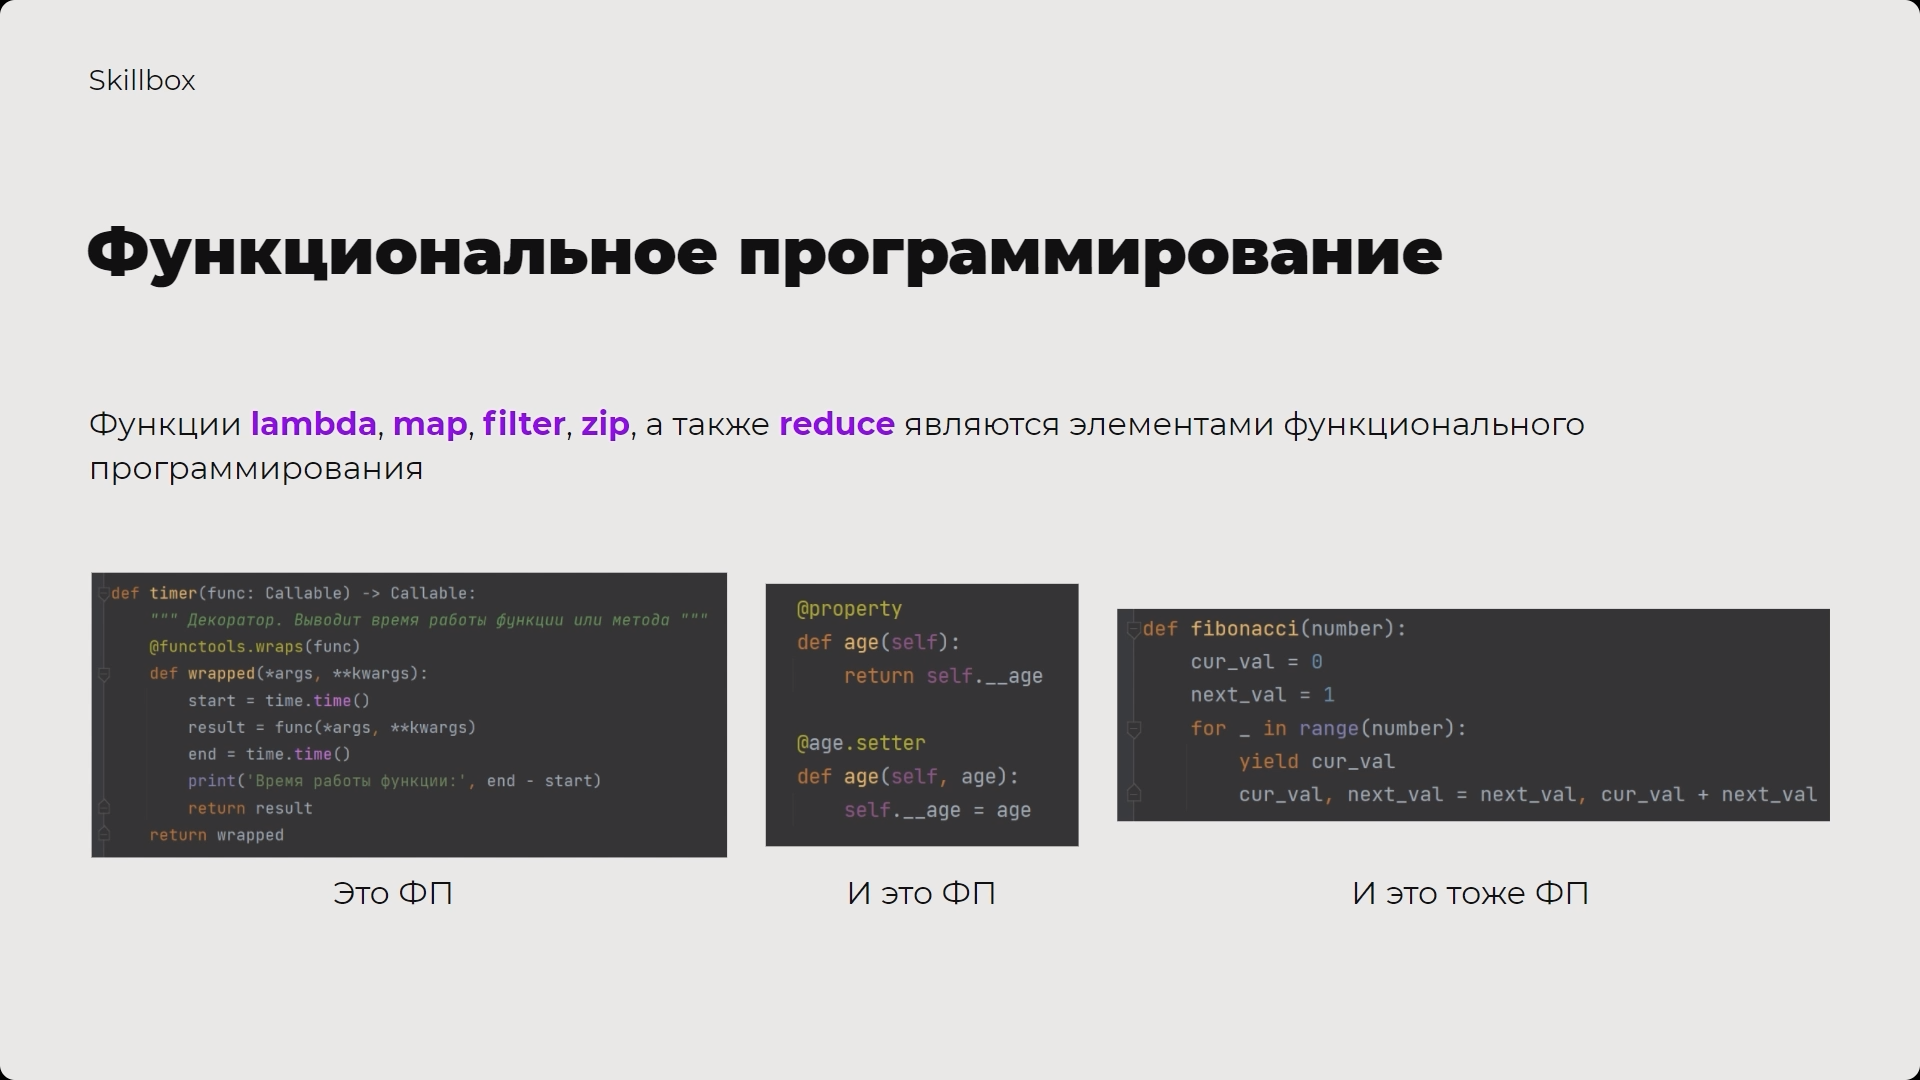 Skillbox
Функциональное программирование
Функции lambda, map, filter, zip, а также reduce являются элементами функционального
программирования
def timer(func: Callable) -> Callable:
    """ Декоратор. Выводит время работы функции или метода """
    @functools.wraps(func)
    def wrapped(*args, **kwargs):
        start = time.time()
        result = func(*args, **kwargs)
        end = time.time()
        print('Время работы функции:', end - start)
        return result
    return wrapped
Это ФП
@property
def age(self):
    return self.__age
@age.setter
def age(self, age):
    self.__age = age
И это ФП
def fibonacci(number):
    cur_val = 0
    next_val = 1
    for _ in range(number):
        yield cur_val
        cur_val, next_val = next_val, cur_val + next_val
И это тоже ФП